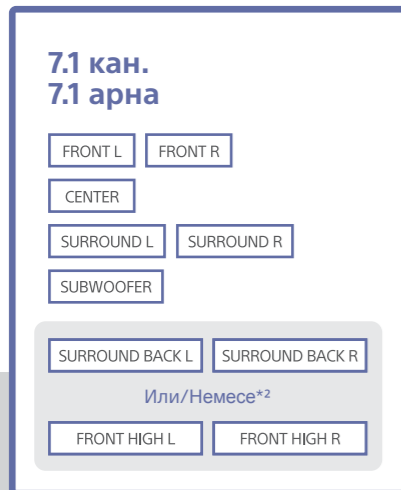 7.1 кан.
7.1 арна
FRONT L FRONT R
CENTER
SURROUND L SURROUND R
SUBWOOFER
SURROUND BACK L SURROUND BACK R
Или/Немесе*²
FRONT HIGH L FRONT HIGH R